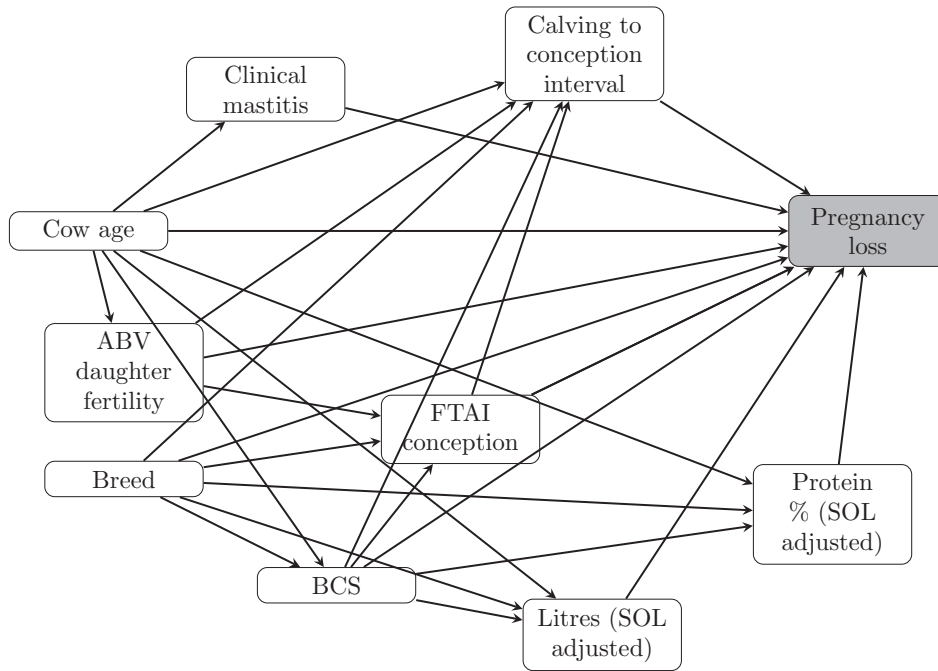 Calving to
conception
interval
Clinical
mastitis
Pregnancy
loss
Cow age
ABV
daughter
fertility
FTAI
conception
Breed
Protein
% (SOL
adjusted)
BCS
Litres (SOL
adjusted)